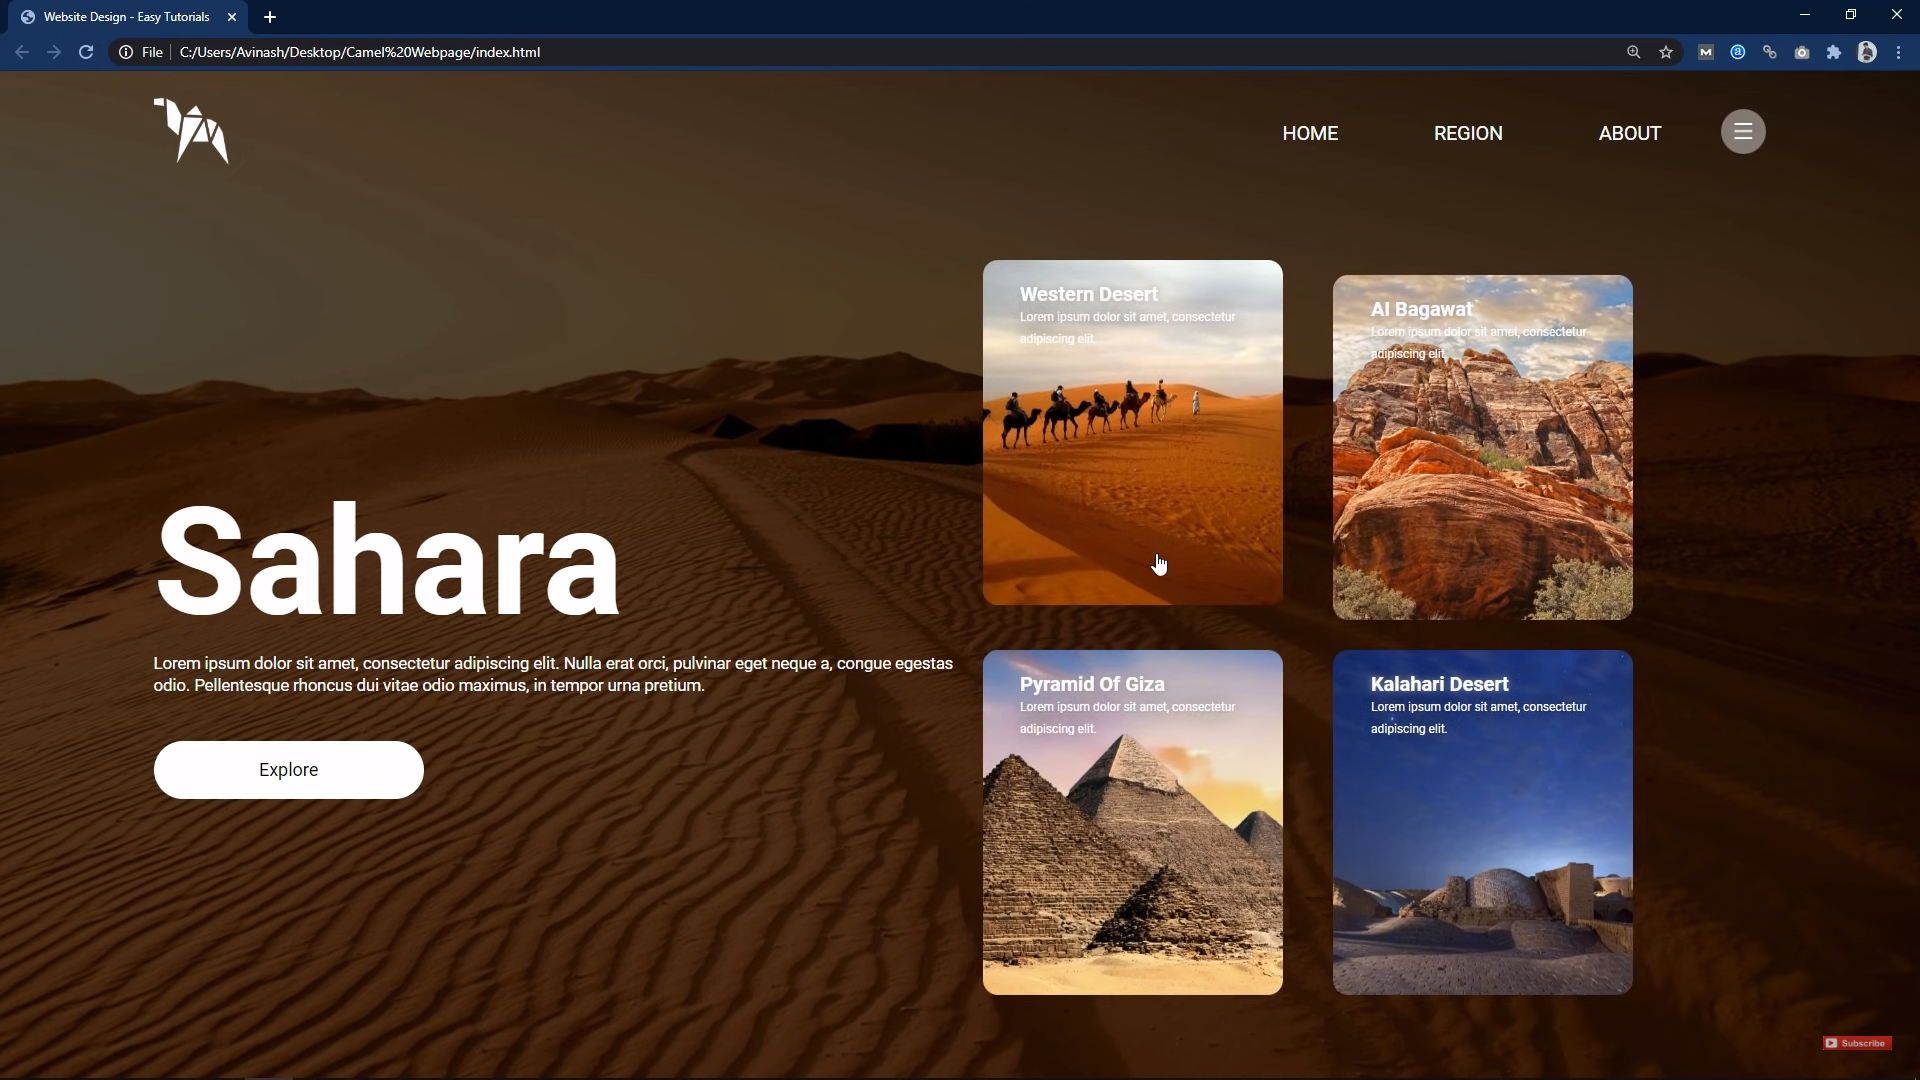 Website Design - Easy Tutorials
File
C:/Users/Avinash/Desktop/Camel%20Webpage/index.html
HOME
REGION
ABOUT
Western Desert
Lorem ipsum dolor sit amet, consectetur
adipiscing elit.
Al Bagawat
Lorem ipsum dolor sit amet, consectetur
adipiscing elit.
Sahara
Lorem ipsum dolor sit amet, consectetur adipiscing elit. Nulla erat orci, pulvinar eget neque a, congue egestas
odio. Pellentesque rhoncus dui vitae odio maximus, in tempor urna pretium.
Explore
Pyramid Of Giza
Lorem ipsum dolor sit amet, consectetur
adipiscing elit.
Kalahari Desert
Lorem ipsum dolor sit amet, consectetur
adipiscing elit.
Subscribe